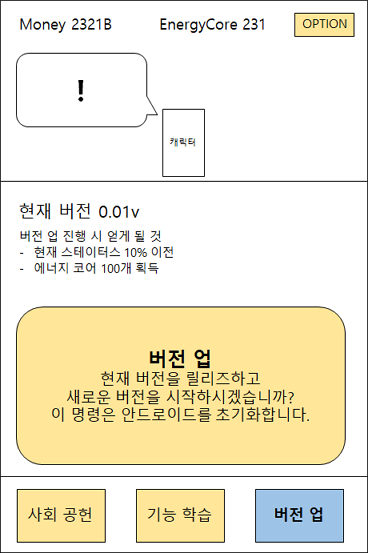 Money 2321B EnergyCore 231 OPTION
!
캐릭터
현재 버전 0.01v
버전 업 진행 시 얻게 될 것
- 현재 스테이터스 10% 이전
- 에너지 코어 100개 획득
버전 업
현재 버전을 릴리즈하고
새로운 버전을 시작하시겠습니까?
이 명령은 안드로이드를 초기화합니다.
사회 공헌 기능 학습 버전 업